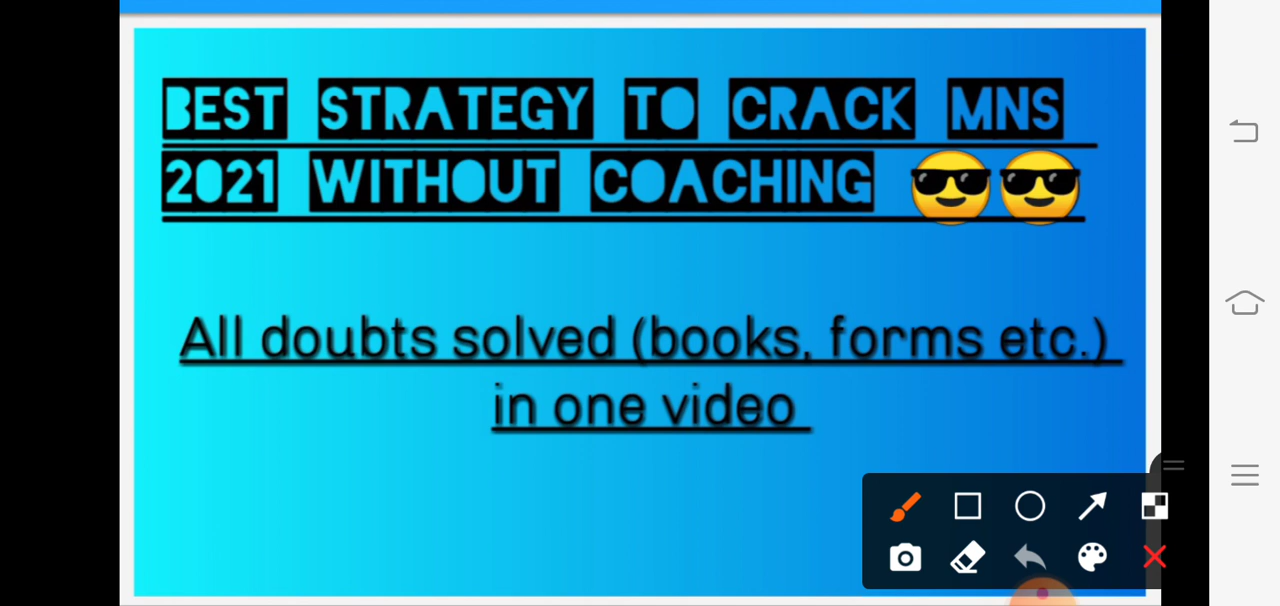 BEST STRATEGY TO CRACK MNS
2021 WITHOUT COACHING 😎😎
All doubts solved (books, forms etc.)
in one video